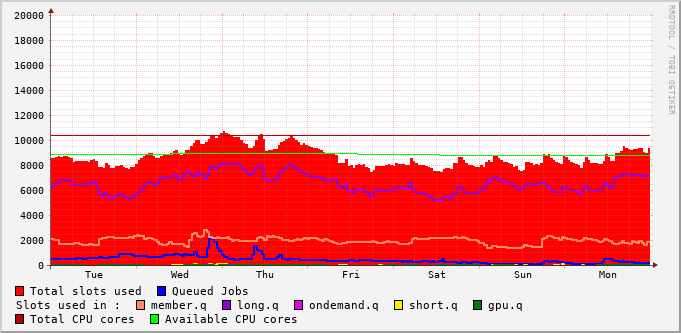 RRDTOOL / TOBI OETIKER
20000
18000
16000
14000
12000
10000
8000
6000
4000
2000
0
Tue Wed Thu Fri Sat Sun Mon
Total slots used Queued Jobs
Slots used in : member.q long.q ondemand.q short.q gpu.q
Total CPU cores Available CPU cores